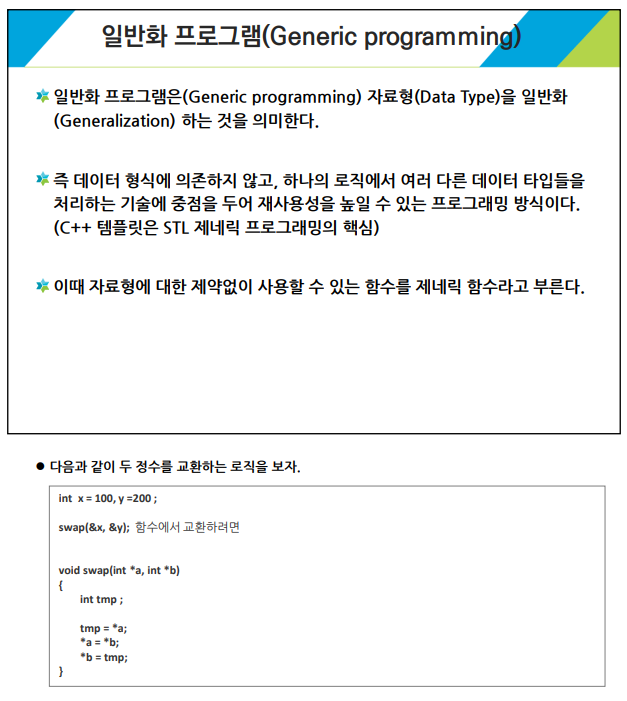 일반화 프로그램(Generic programming)
일반화 프로그램은(Generic programming) 자료형(Data Type)을 일반화
(Generalization) 하는 것을 의미한다.
즉 데이터 형식에 의존하지 않고, 하나의 로직에서 여러 다른 데이터 타입들을
처리하는 기술에 중점을 두어 재사용성을 높일 수 있는 프로그래밍 방식이다.
(C++ 템플릿은 STL 제네릭 프로그래밍의 핵심)
이때 자료형에 대한 제약없이 사용할 수 있는 함수를 제네릭 함수라고 부른다.
● 다음과 같이 두 정수를 교환하는 로직을 보자.
int x = 100, y =200 ;
swap(&x, &y); 함수에서 교환하려면
void swap(int *a, int *b)
{
int tmp ;
tmp = *a;
*a = *b;
*b = tmp;
}